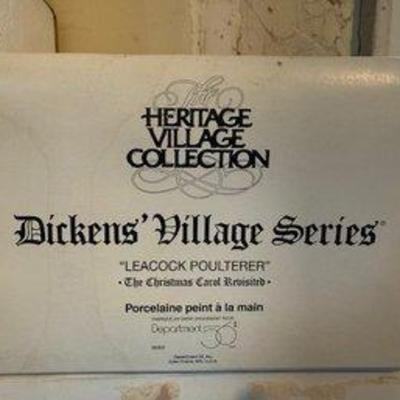 The
HERITAGE
VILLAGE
COLLECTION
Dickens' Village Series®
"LEACOCK POULTERER"
• The Christmas Carol Revisited •
Porcelaine peint à la main
Department 56